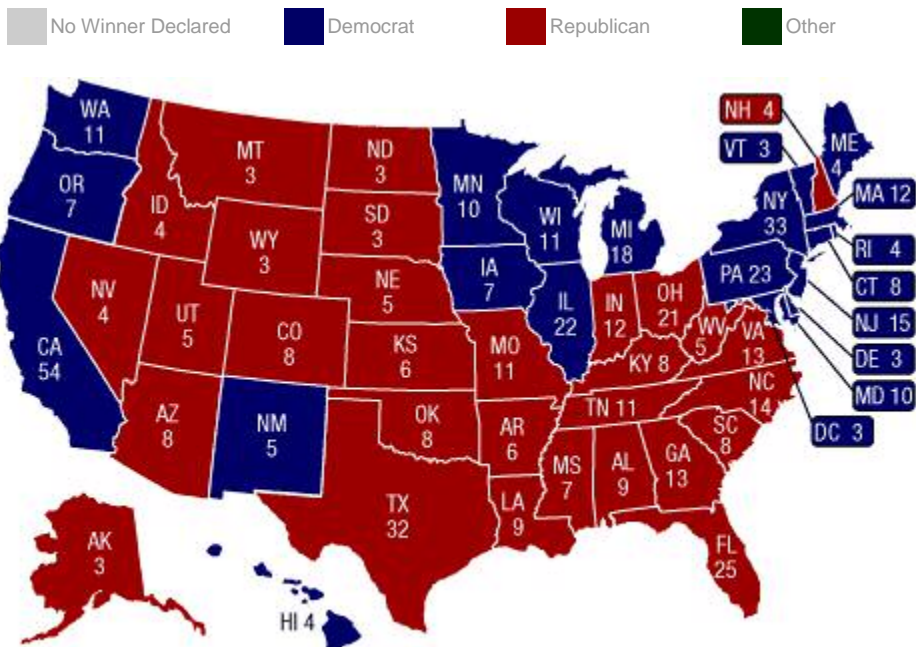 No Winner Declared Democrat Republican Other
WA
11
OR
7
CA
54
NV
4
ID
4
MT
3
WY
3
UT
5
AZ
8
CO
8
NM
5
ND
3
SD
3
NE
5
KS
6
OK
8
TX
32
MN
10
IA
7
MO
11
AR
6
LA
9
WI
11
IL
22
MI
18
IN
12
OH
21
KY 8
TN 11
MS
7
AL
9
GA
13
FL
25
SC
8
NC
14
VA
13
WV
5
PA 23
NY
33
ME
4
NH 4
VT 3
MA 12
RI 4
CT 8
NJ 15
DE 3
MD 10
DC 3
AK
3
HI 4